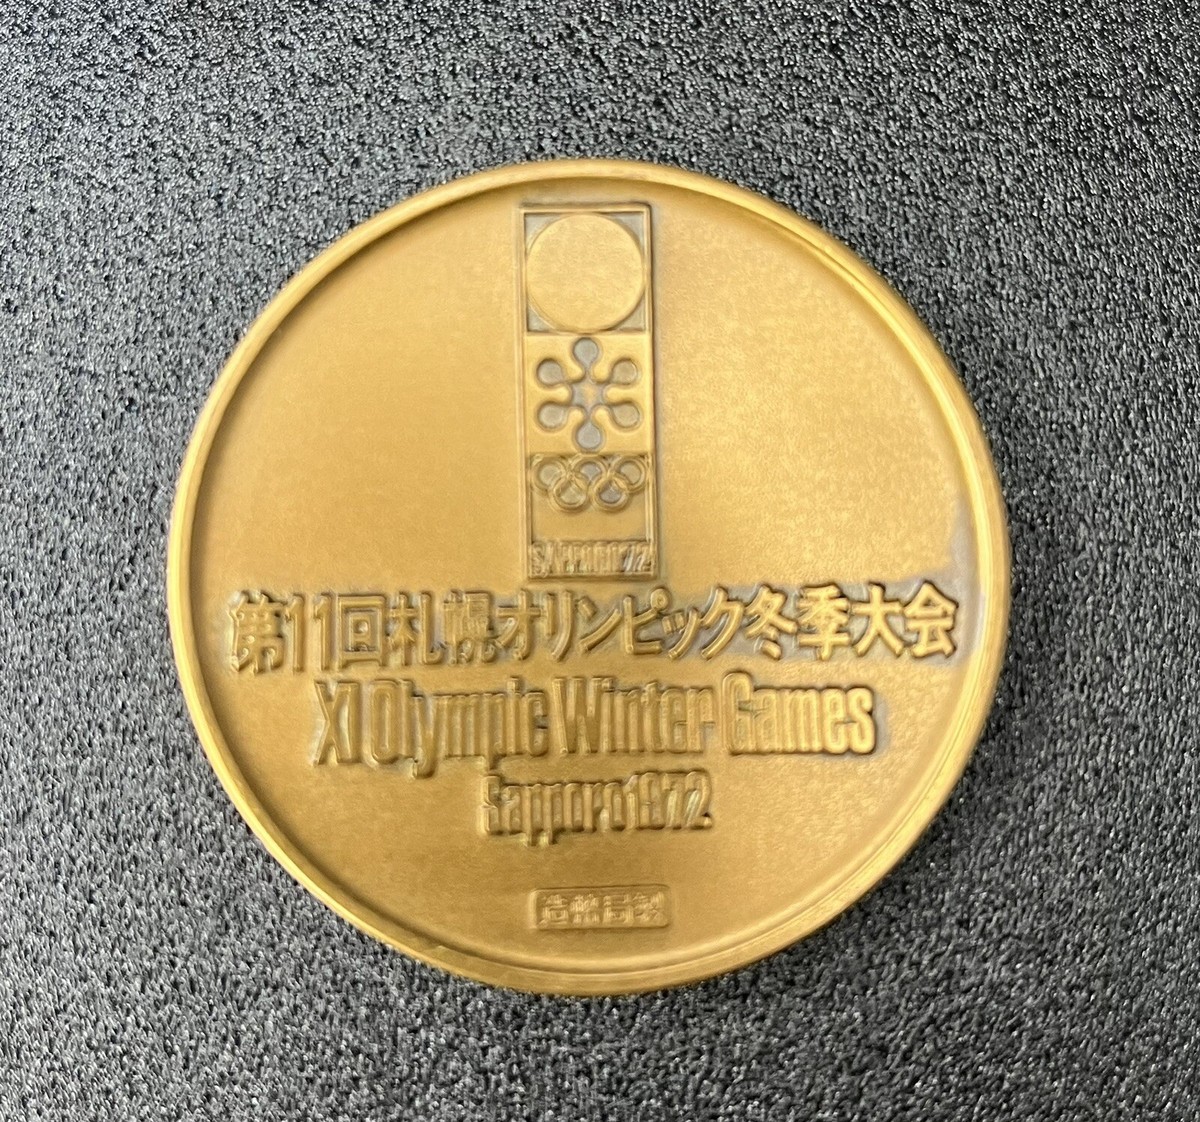 SAPPORO'72
第11回札幌オリンピック冬季大会
XI Olympic Winter Games
Sapporo 1972
造幣局製